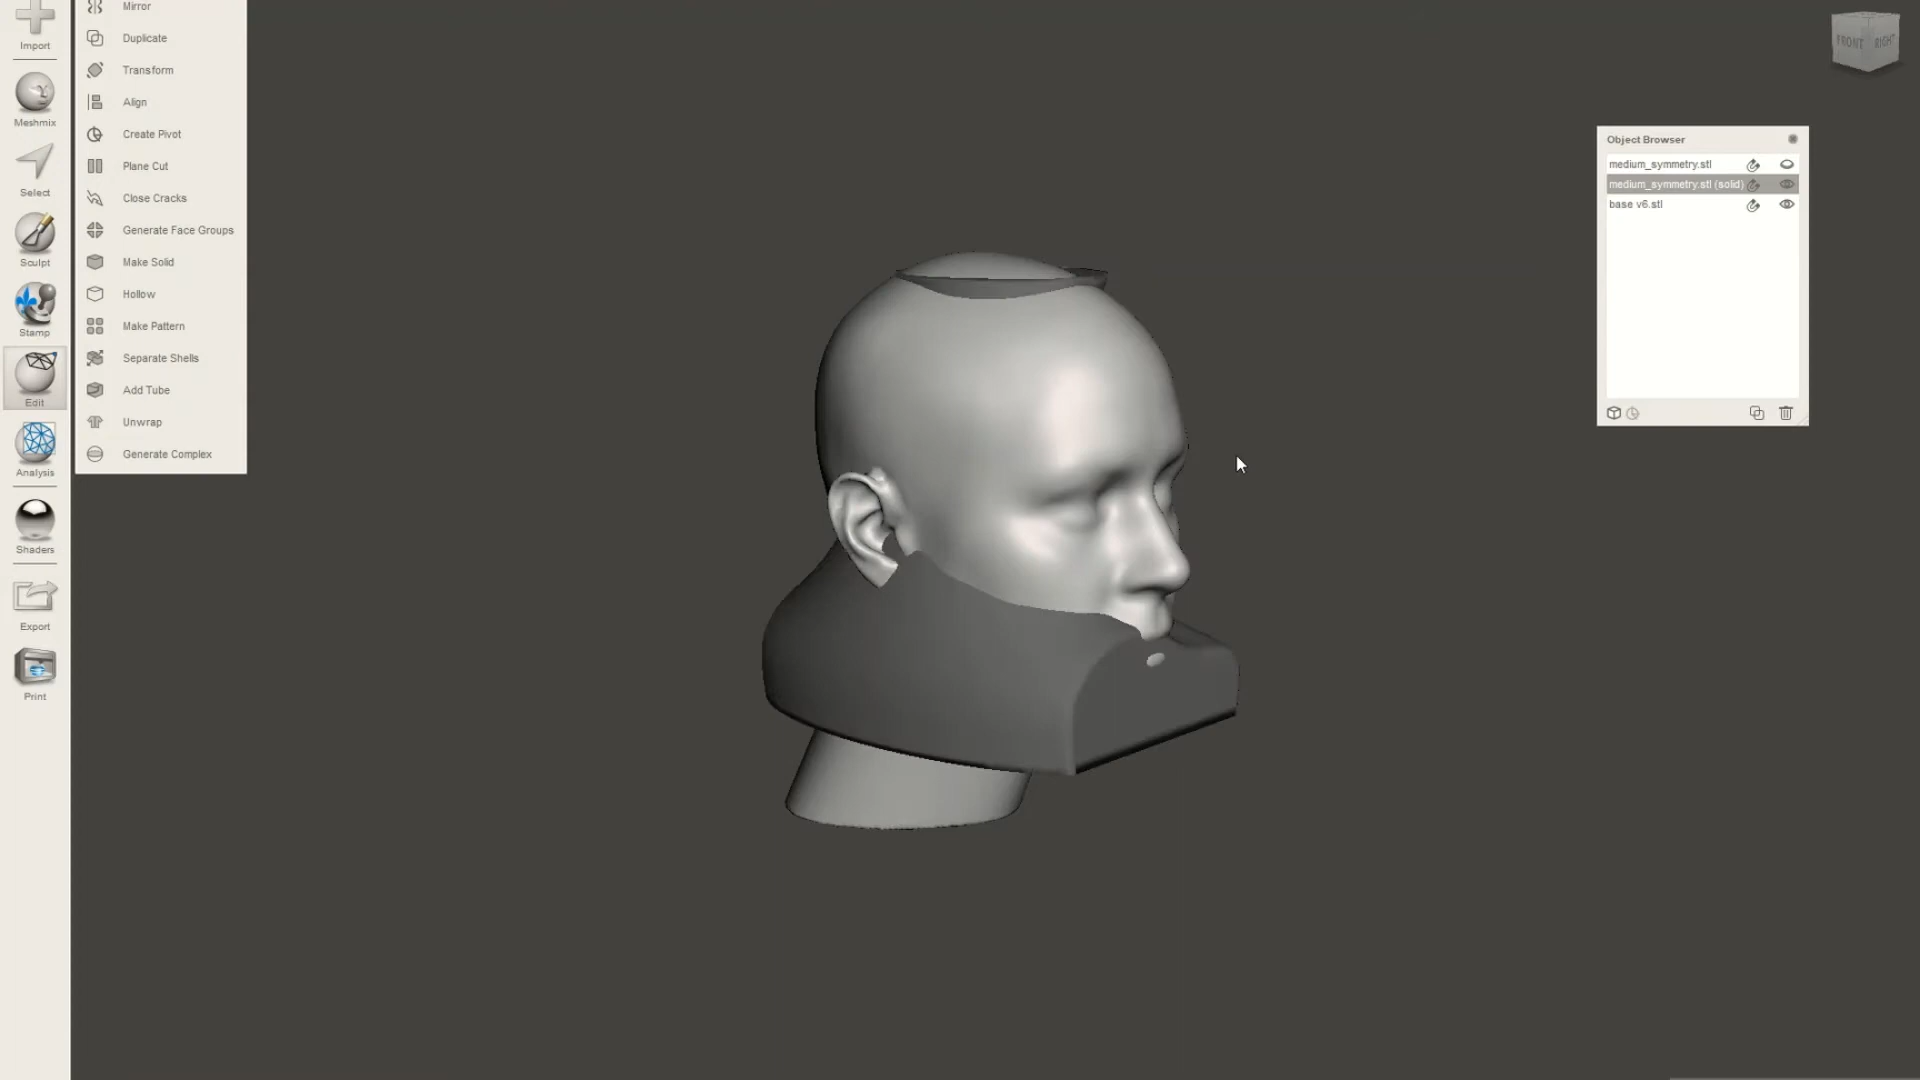 Import
Meshmix
Select
Sculpt
Stamp
Edit
Analysis
Shaders
Export
Print
Mirror
Duplicate
Transform
Align
Create Pivot
Plane Cut
Close Cracks
Generate Face Groups
Make Solid
Hollow
Make Pattern
Separate Shells
Add Tube
Unwrap
Generate Complex
FRONT RIGHT
Object Browser
medium_symmetry.stl
medium_symmetry.stl (solid)
base v6.stl